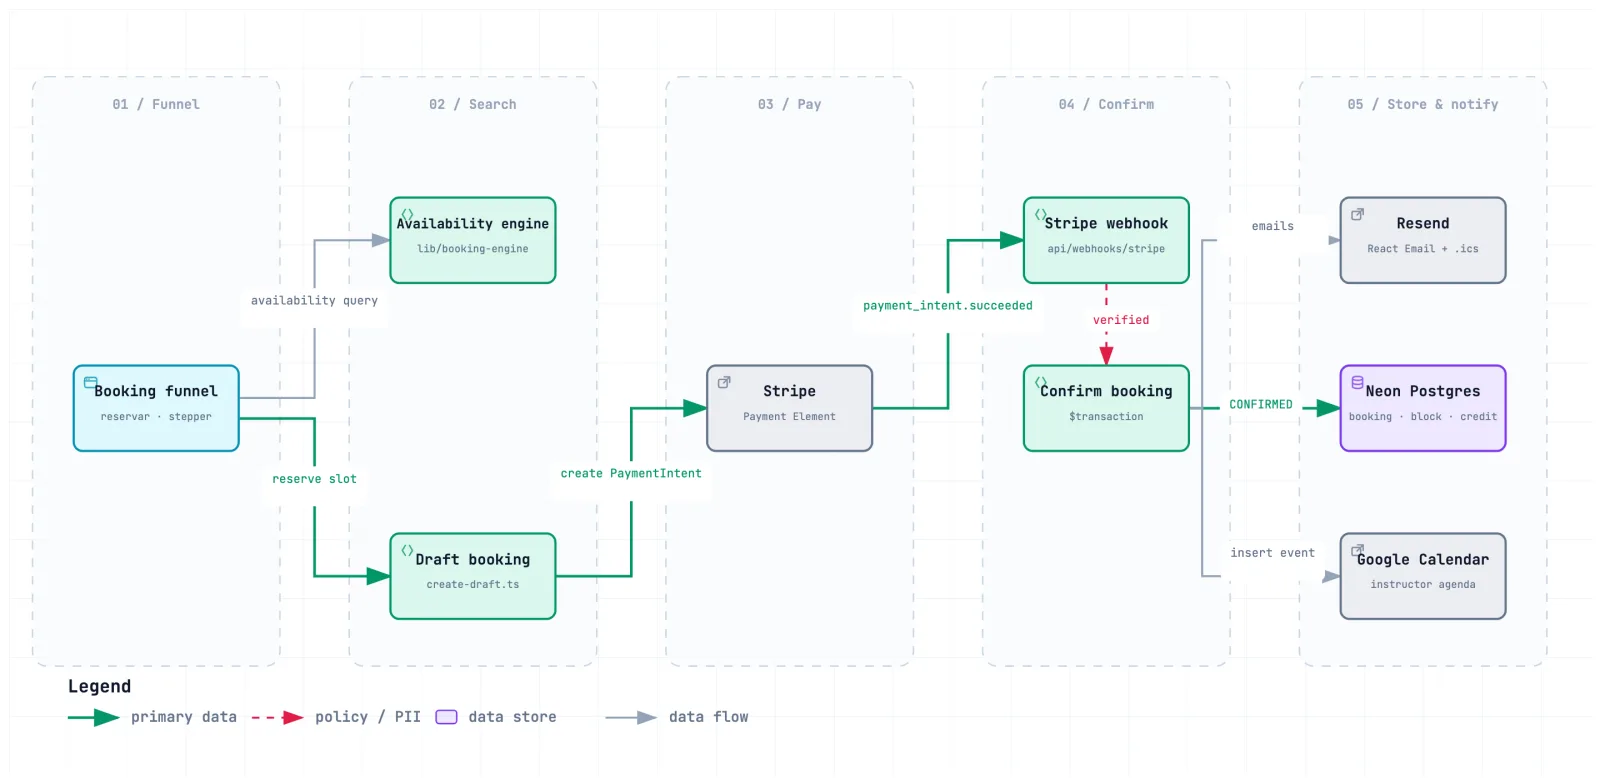 01 / Funnel
02 / Search
03 / Pay
04 / Confirm
05 / Store & notify
Availability engine
lib/booking-engine
Stripe webhook
api/webhooks/stripe
emails
Resend
React Email + .ics
availability query
payment_intent.succeeded
verified
Booking funnel
reservar · stepper
Stripe
Payment Element
Confirm booking
$transaction
CONFIRMED
Neon Postgres
booking · block · credit
reserve slot
create PaymentIntent
insert event
Draft booking
create-draft.ts
Google Calendar
instructor agenda
Legend
primary data
policy / PII
data store
data flow